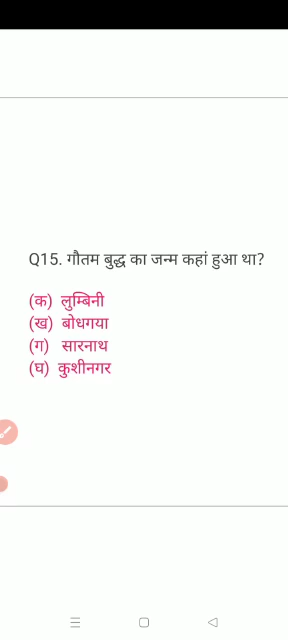 Q15. गौतम बुद्ध का जन्म कहां हुआ था?
(क) लुम्बिनी
(ख) बोधगया
(ग) सारनाथ
(घ) कुशीनगर